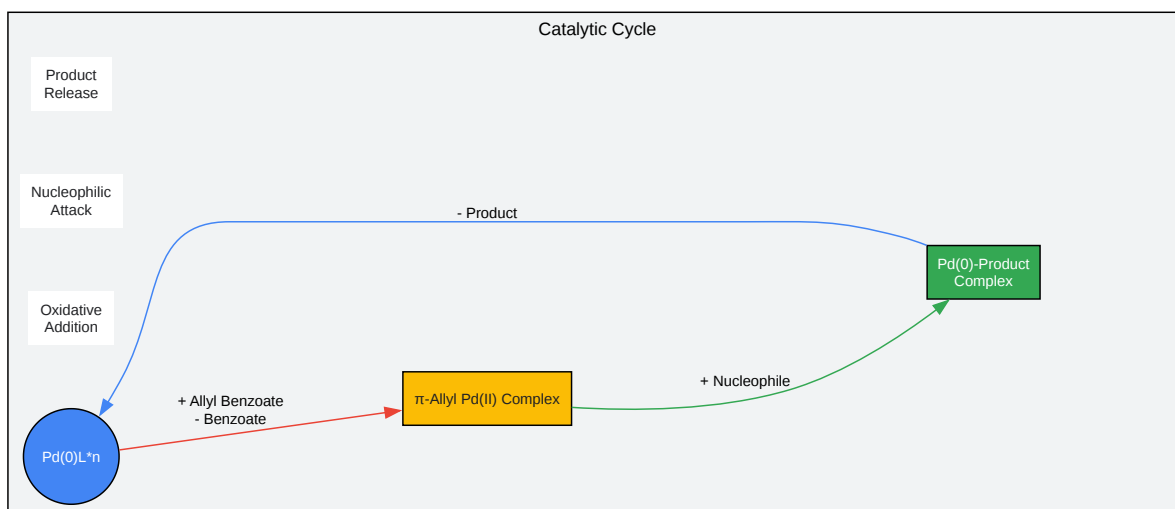 Catalytic Cycle
Product
Release
Nucleophilic
Attack
- Product
Pd(0)-Product
Complex
Oxidative
Addition
+ Nucleophile
π-Allyl Pd(II) Complex
+ Allyl Benzoate
- Benzoate
Pd(0)L*n